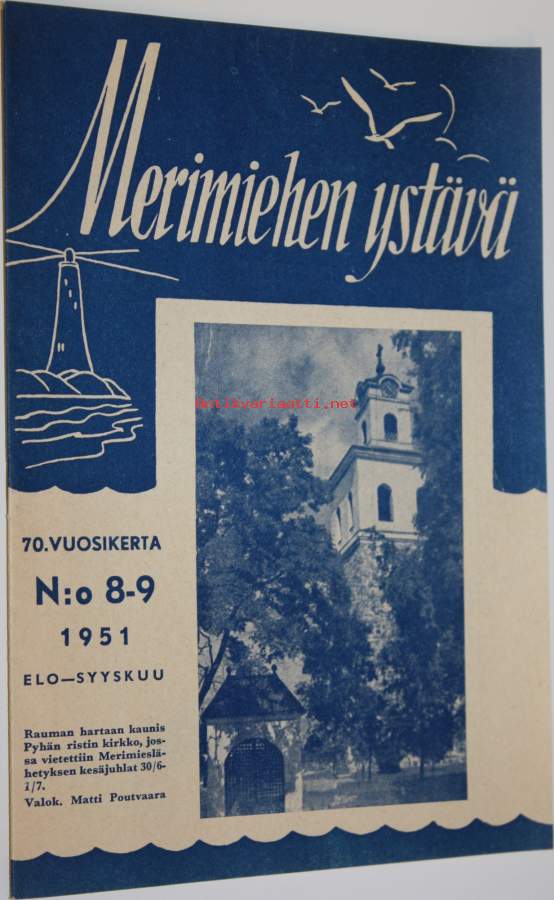 Merimiehen ystävä
Antikvariaatti.net
70.VUOSIKERTA
N:o 8-9
1951
ELO—SYYSKUU
Rauman hartaan kaunis
Pyhän ristin kirkko, jos-
sa vietettiin Merimieslä-
hetyksen kesäjuhlat 30/6-
1/7.
Valok. Matti Poutvaara